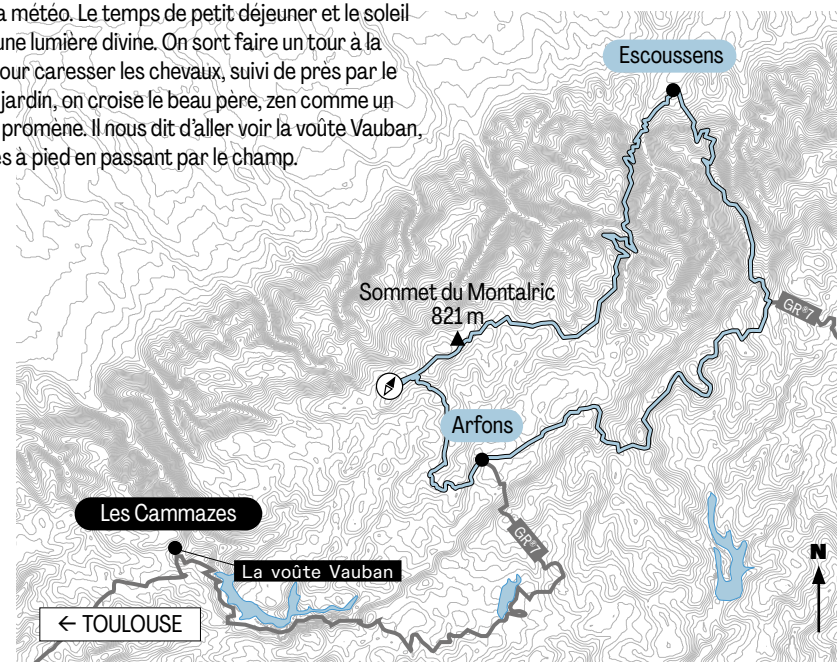 a météo. Le temps de petit déjeuner et le soleil
une lumière divine. On sort faire un tour à la
our caresser les chevaux, suivi de près par le
jardin, on croise le beau père, zen comme un
promène. Il nous dit d'aller voir la voûte Vauban,
s à pied en passant par le champ.
Escoussens
Sommet du Montalric
821 m
GR®7
Arfons
Les Cammazes
GR®7
La voûte Vauban
N
← TOULOUSE